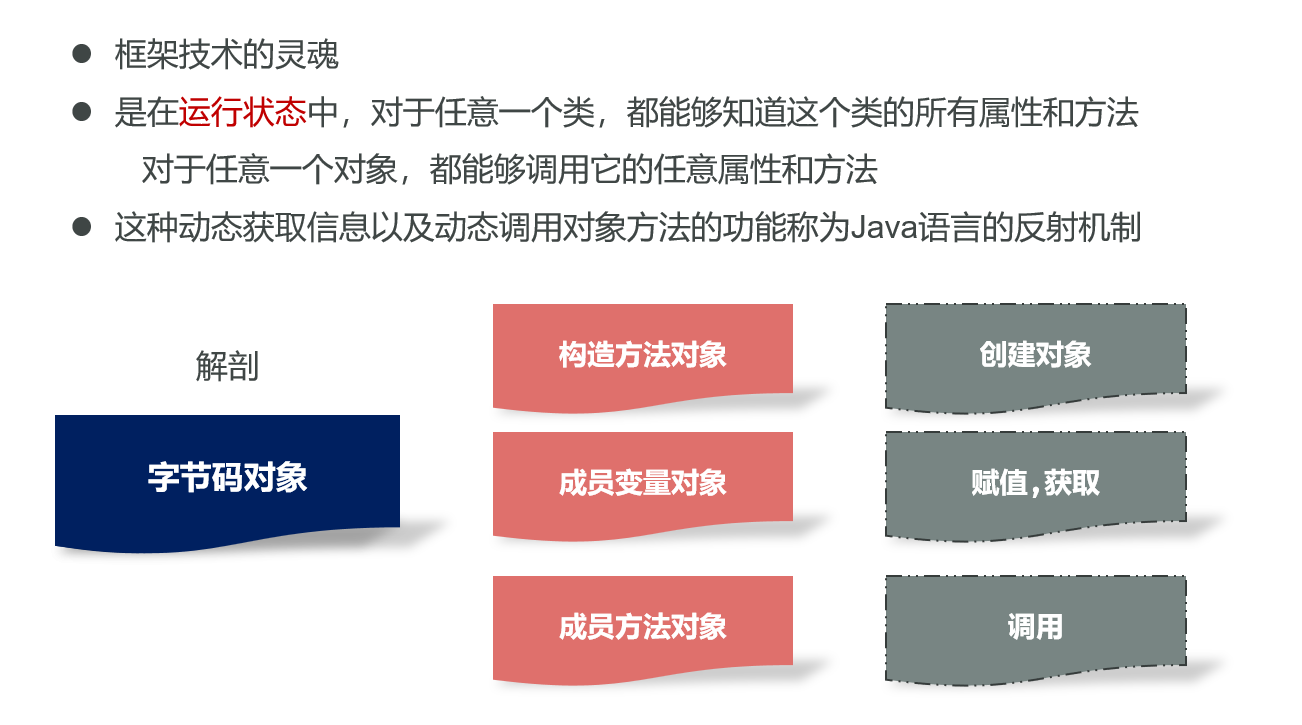 ● 框架技术的灵魂
● 是在运行状态中，对于任意一个类，都能够知道这个类的所有属性和方法
对于任意一个对象，都能够调用它的任意属性和方法
● 这种动态获取信息以及动态调用对象方法的功能称为Java语言的反射机制
解剖
字节码对象
构造方法对象
创建对象
成员变量对象
赋值,获取
成员方法对象
调用